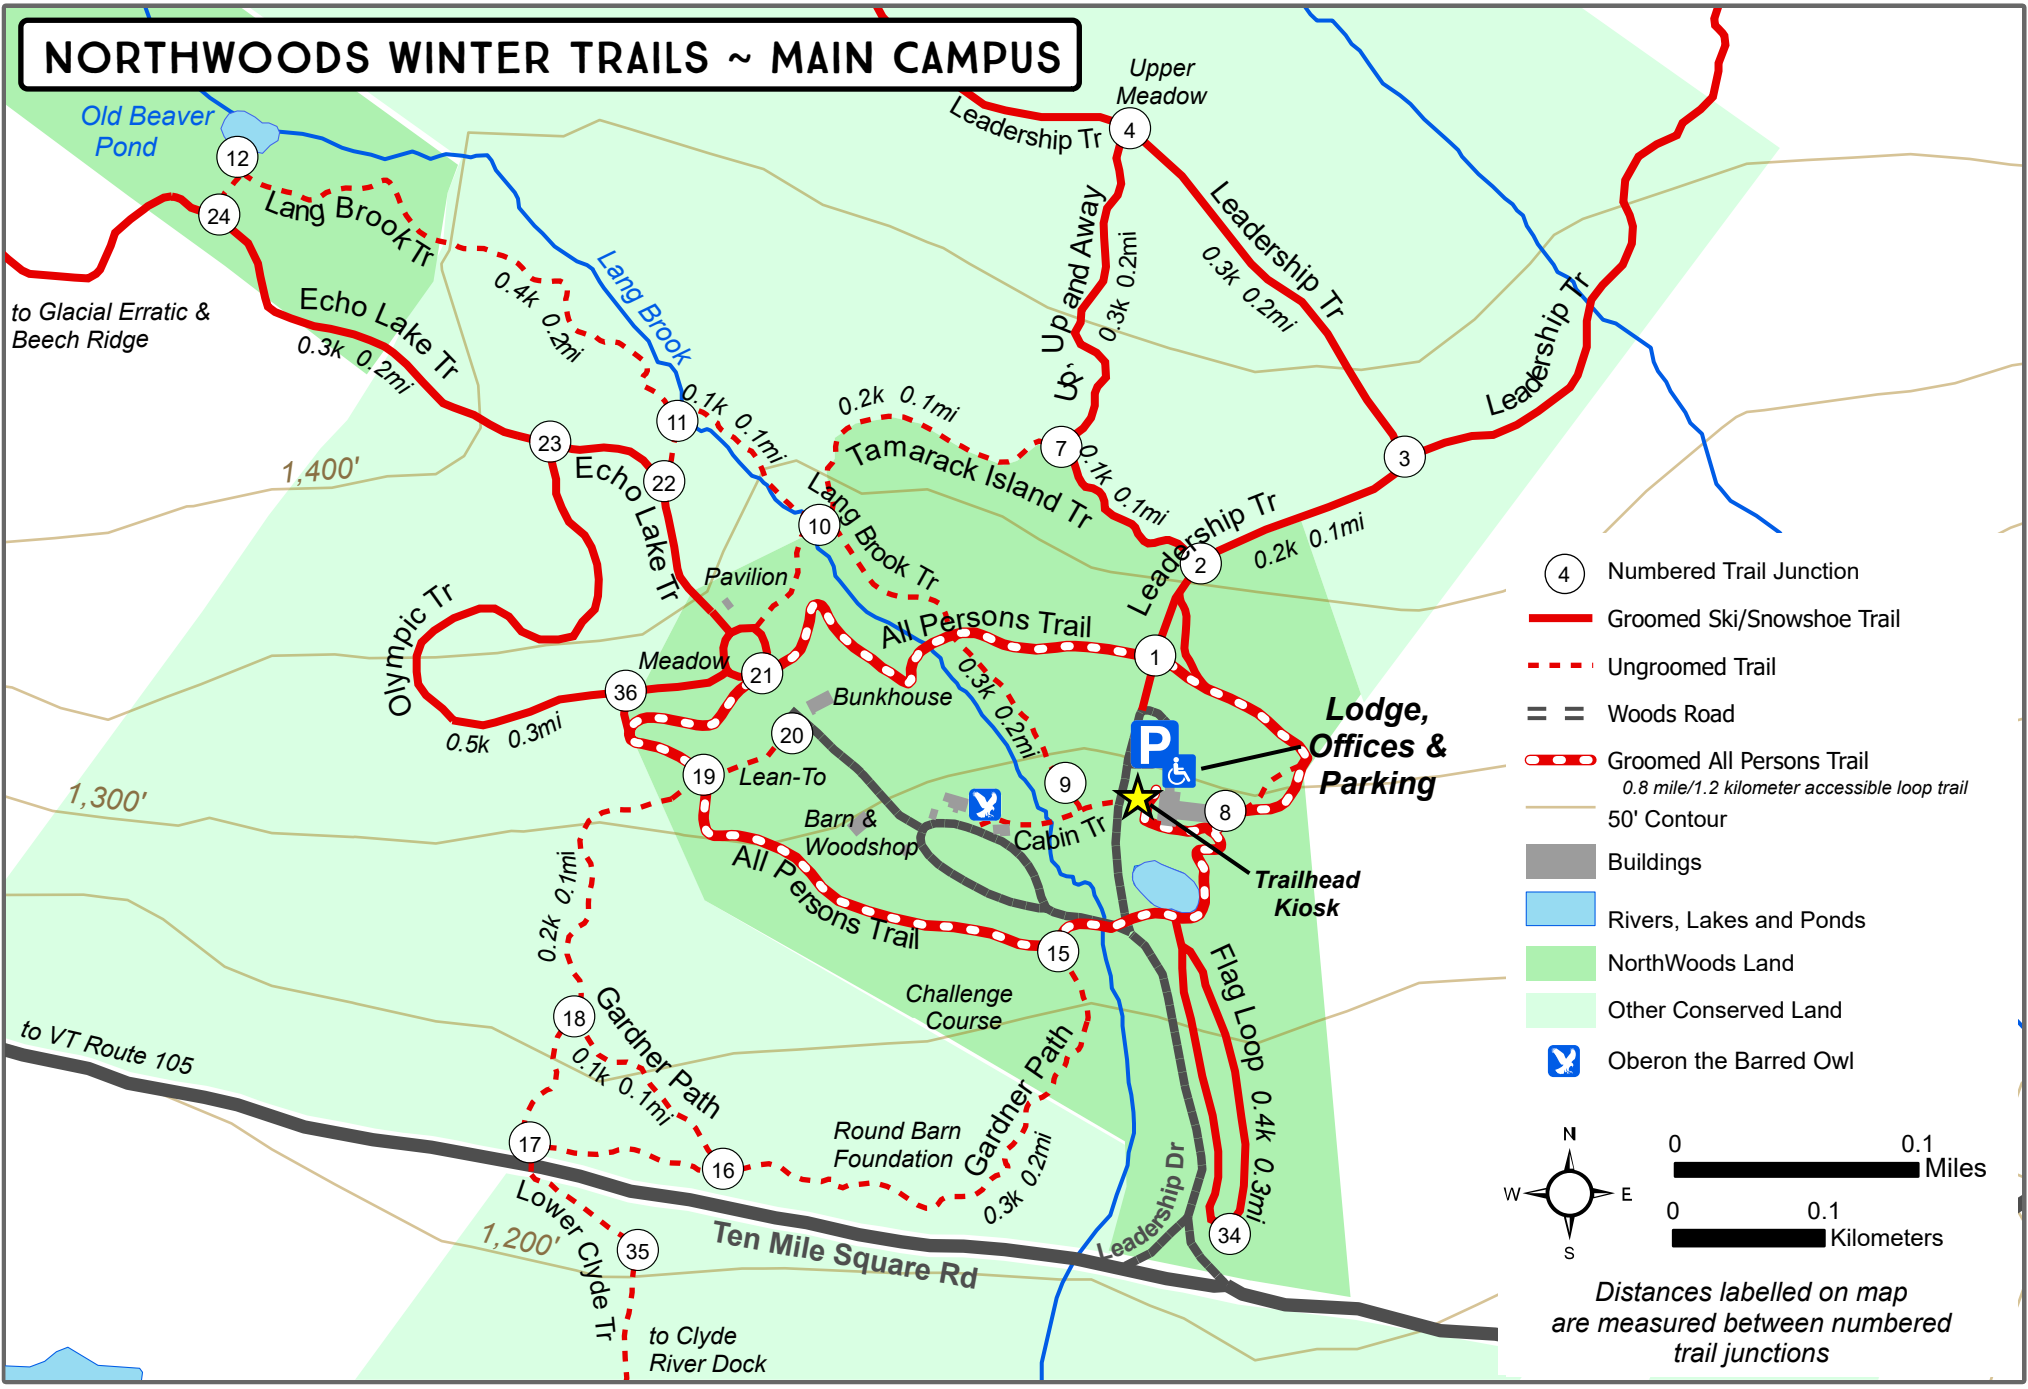 NORTHWOODS WINTER TRAILS ~ MAIN CAMPUS
Upper
Meadow
Old Beaver
Pond
Leadership Tr
4
12
24
Lang Brook Tr
Lang Brook
0.4k 0.2mi
to Glacial Erratic &
Beech Ridge
Echo Lake Tr
0.3k 0.2mi
Up, Up and Away
0.3k 0.2mi
Leadership Tr
0.3k 0.2mi
Leadership Tr
0.1k 0.1mi
0.2k 0.1mi
11
23
7
3
Tamarack Island Tr
0.1k 0.1mi
1,400'
Echo Lake Tr
22
10
Lang Brook Tr
Leadership Tr
0.2k 0.1mi
2
Pavilion
Olympic Tr
All Persons Trail
1
Meadow
21
36
0.5k 0.3mi
Bunkhouse
0.3k 0.2mi
20
19
Lean-To
9
P
Lodge,
Offices &
Parking
8
1,300'
Barn &
Woodshop
Cabin Tr
All Persons Trail
Trailhead
Kiosk
0.2k 0.1mi
15
Flag Loop
0.4k 0.3mi
Challenge
Course
18
Gardner Path
0.1k 0.1mi
Gardner Path
0.3k 0.2mi
to VT Route 105
17
16
Round Barn
Foundation
Lower Clyde Tr
35
1,200'
Ten Mile Square Rd
Leadership Dr
34
to Clyde
River Dock
4
Numbered Trail Junction
Groomed Ski/Snowshoe Trail
Ungroomed Trail
Woods Road
Groomed All Persons Trail
0.8 mile/1.2 kilometer accessible loop trail
50' Contour
Buildings
Rivers, Lakes and Ponds
NorthWoods Land
Other Conserved Land
Oberon the Barred Owl
N
W E
S
0 0.1
Miles
0 0.1
Kilometers
Distances labelled on map
are measured between numbered
trail junctions